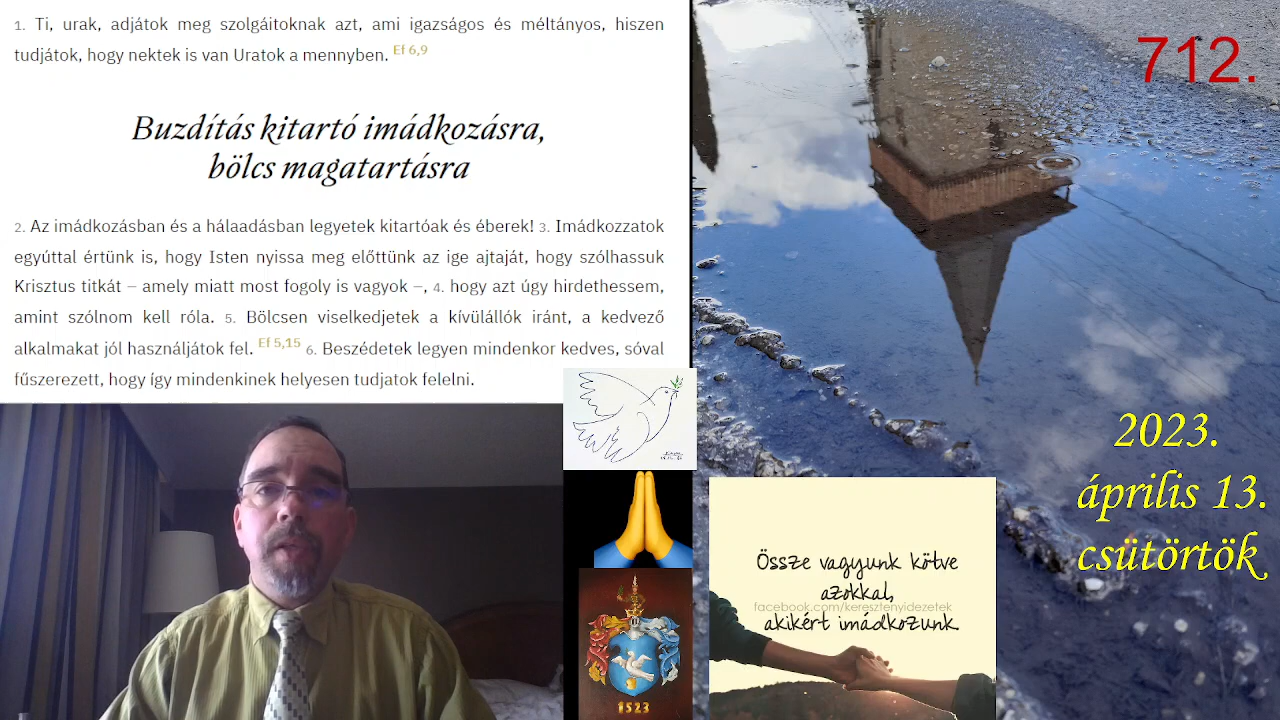 1. Ti, urak, adjátok meg szolgáitoknak azt, ami igazságos és méltányos, hiszen
tudjátok, hogy nektek is van Uratok a mennyben. Ef 6,9
Buzdítás kitartó imádkozásra,
bölcs magatartásra
2. Az imádkozásban és a hálaadásban legyetek kitartóak és éberek! 3. Imádkozzatok
egyúttal értünk is, hogy Isten nyissa meg előttünk az ige ajtaját, hogy szólhassuk
Krisztus titkát – amely miatt most fogoly is vagyok –, 4. hogy azt úgy hirdethessem,
amint szólnom kell róla. 5. Bölcsen viselkedjetek a kívülállók iránt, a kedvező
alkalmakat jól használjátok fel. Ef 5,15 6. Beszédetek legyen mindenkor kedves, sóval
fűszerezett, hogy így mindenkinek helyesen tudjatok felelni.
712.
2023.
április 13.
csütörtök
Össze vagyunk kötve
azokkal,
facebook.com/keresztenyidezetek
akikért imádkozunk.
1523